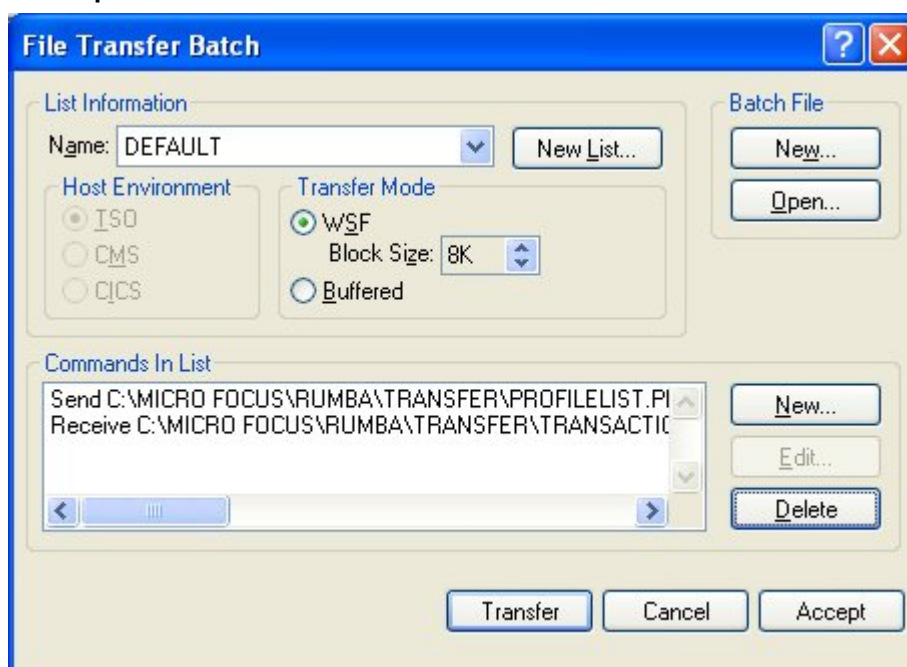 File Transfer Batch
List Information
Name: DEFAULT
New List...
Host Environment
TSO
CMS
CICS
Transfer Mode
WSF
Block Size: 8K
Buffered
Batch File
New...
Open...
Commands In List
Send C:\MICRO FOCUS\RUMBA\TRANSFER\PROFILELIST.
Receive C:\MICRO FOCUS\RUMBA\TRANSFER\
New...
Edit...
Delete
Transfer
Cancel
Accept